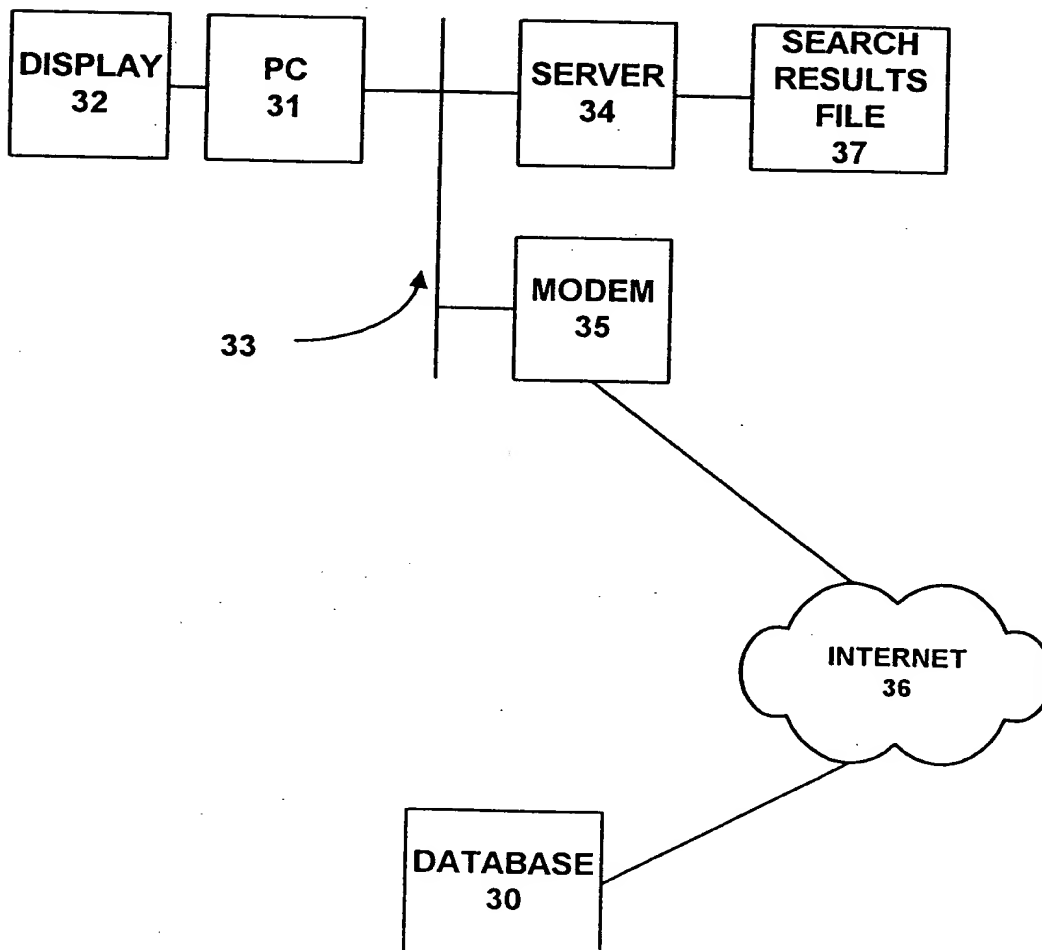 DISPLAY
32
PC
31
SERVER
34
SEARCH
RESULTS
FILE
37
MODEM
35
33
INTERNET
36
DATABASE
30